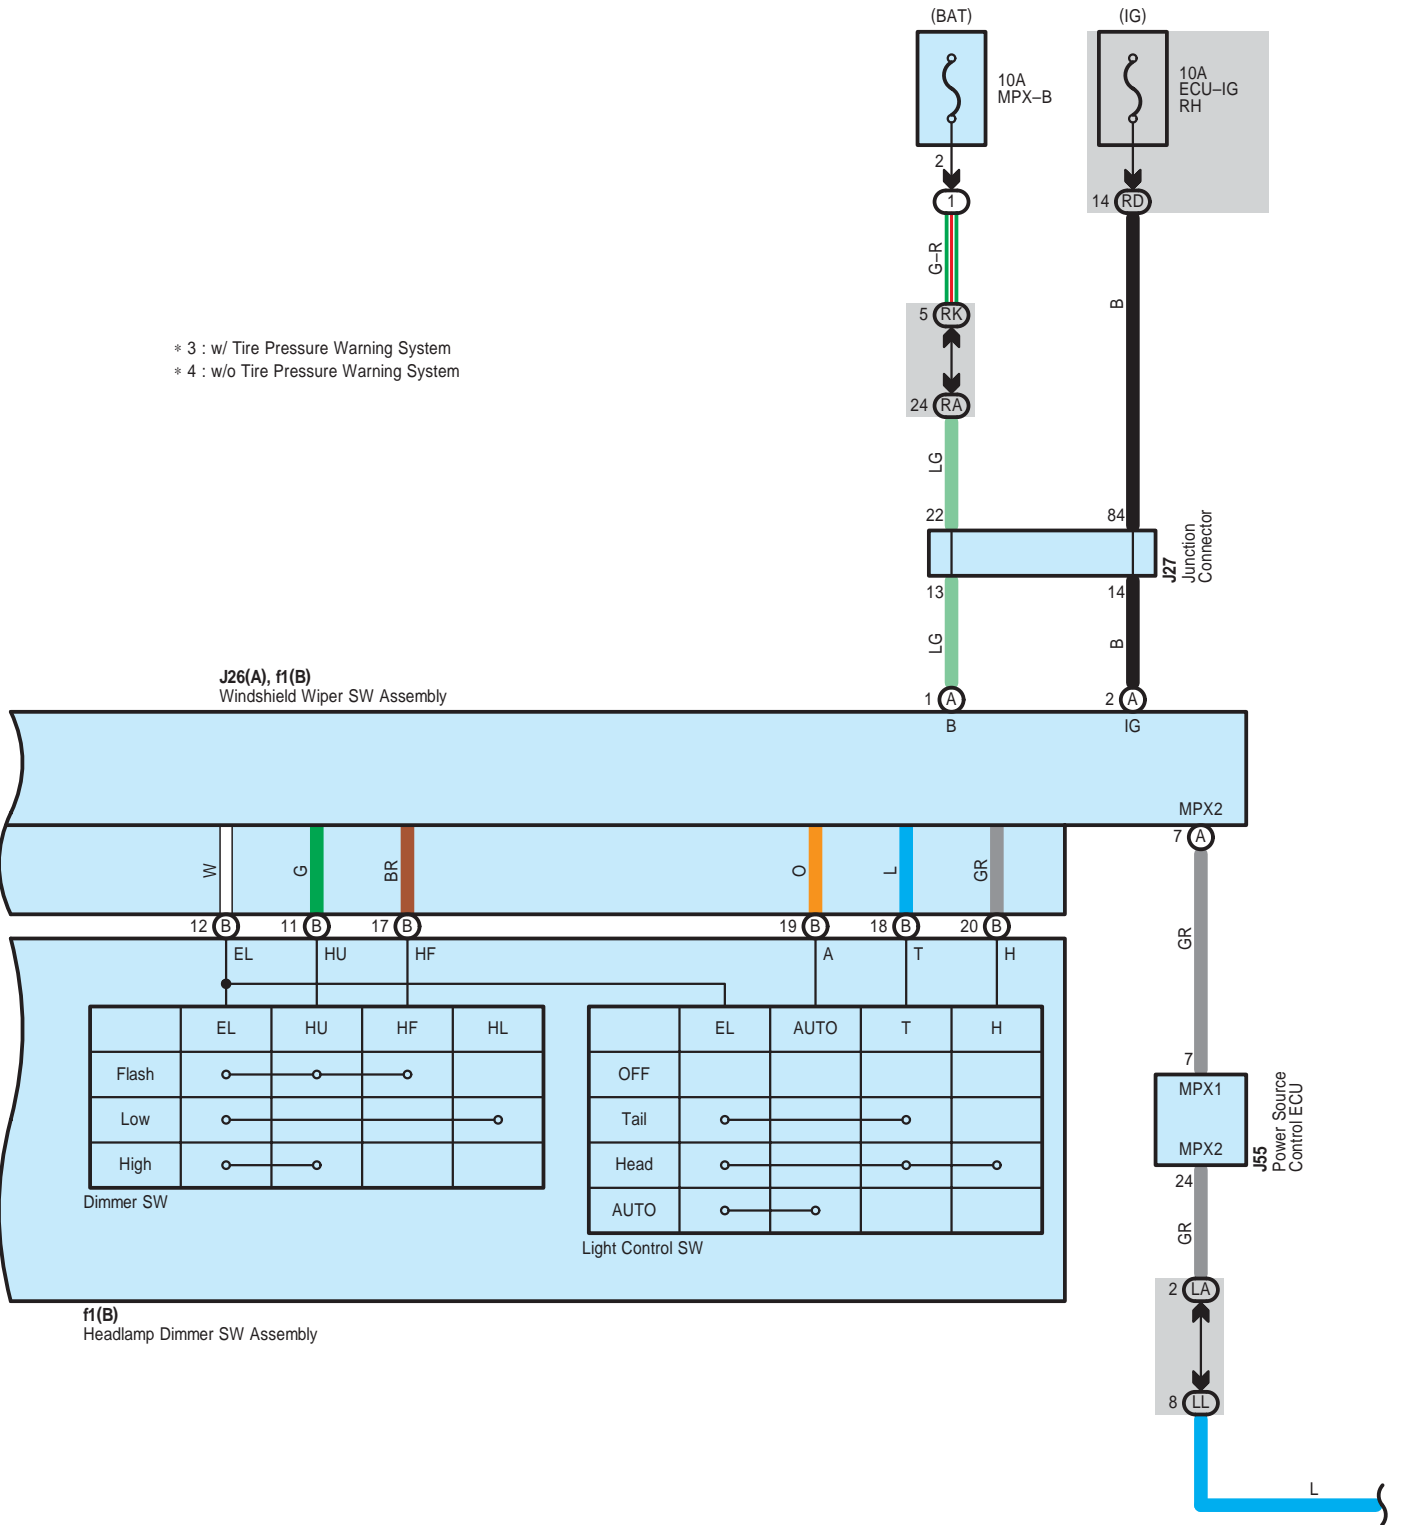 (BAT)
(IG)
10A
MPX–B
10A
ECU–IG
RH
2
1
14 RD
G–R
B
5 RK
∗ 3 : w/ Tire Pressure Warning System
∗ 4 : w/o Tire Pressure Warning System
24 RA
LG
22
84
J27
Junction
Connector
13
14
LG
B
J26(A), f1(B)
Windshield Wiper SW Assembly
1 A
2 A
B
IG
MPX2
7 A
W
G
BR
O
L
GR
12 B
11 B
17 B
19 B
18 B
20 B
GR
EL
HU
HF
A
T
H
EL HU HF HL
EL AUTO T H
Flash
OFF
Low
Tail
High
Head
AUTO
Dimmer SW
Light Control SW
7
MPX1
MPX2
J55
Power Source
Control ECU
24
GR
2 LA
f1(B)
Headlamp Dimmer SW Assembly
8 LL
L